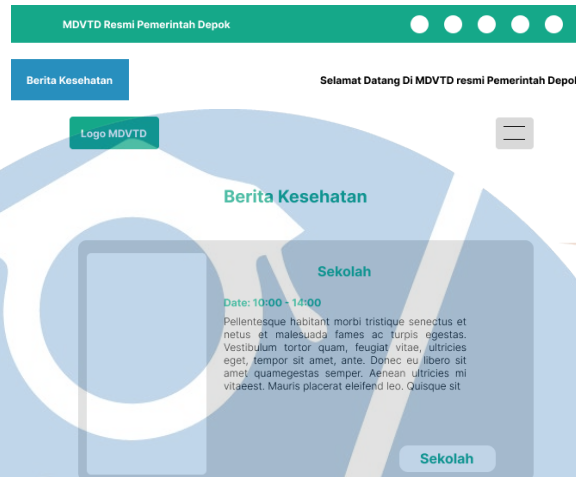 MDVTD Resmi Pemerintah Depok
Berita Kesehatan
Selamat Datang Di MDVTD resmi Pemerintah Depok
Logo MDVTD
Berita Kesehatan
Sekolah
Date: 10:00 - 14:00
Pellentesque habitant morbi tristique senectus et
netus et malesuada fames ac turpis egestas.
Vestibulum tortor quam, feugiat vitae, ultricies
eget, tempor sit amet, ante. Donec eu libero sit
amet quamegestas semper. Aenean ultricies mi
vitaeest. Mauris placerat eleifend leo. Quisque sit
Sekolah